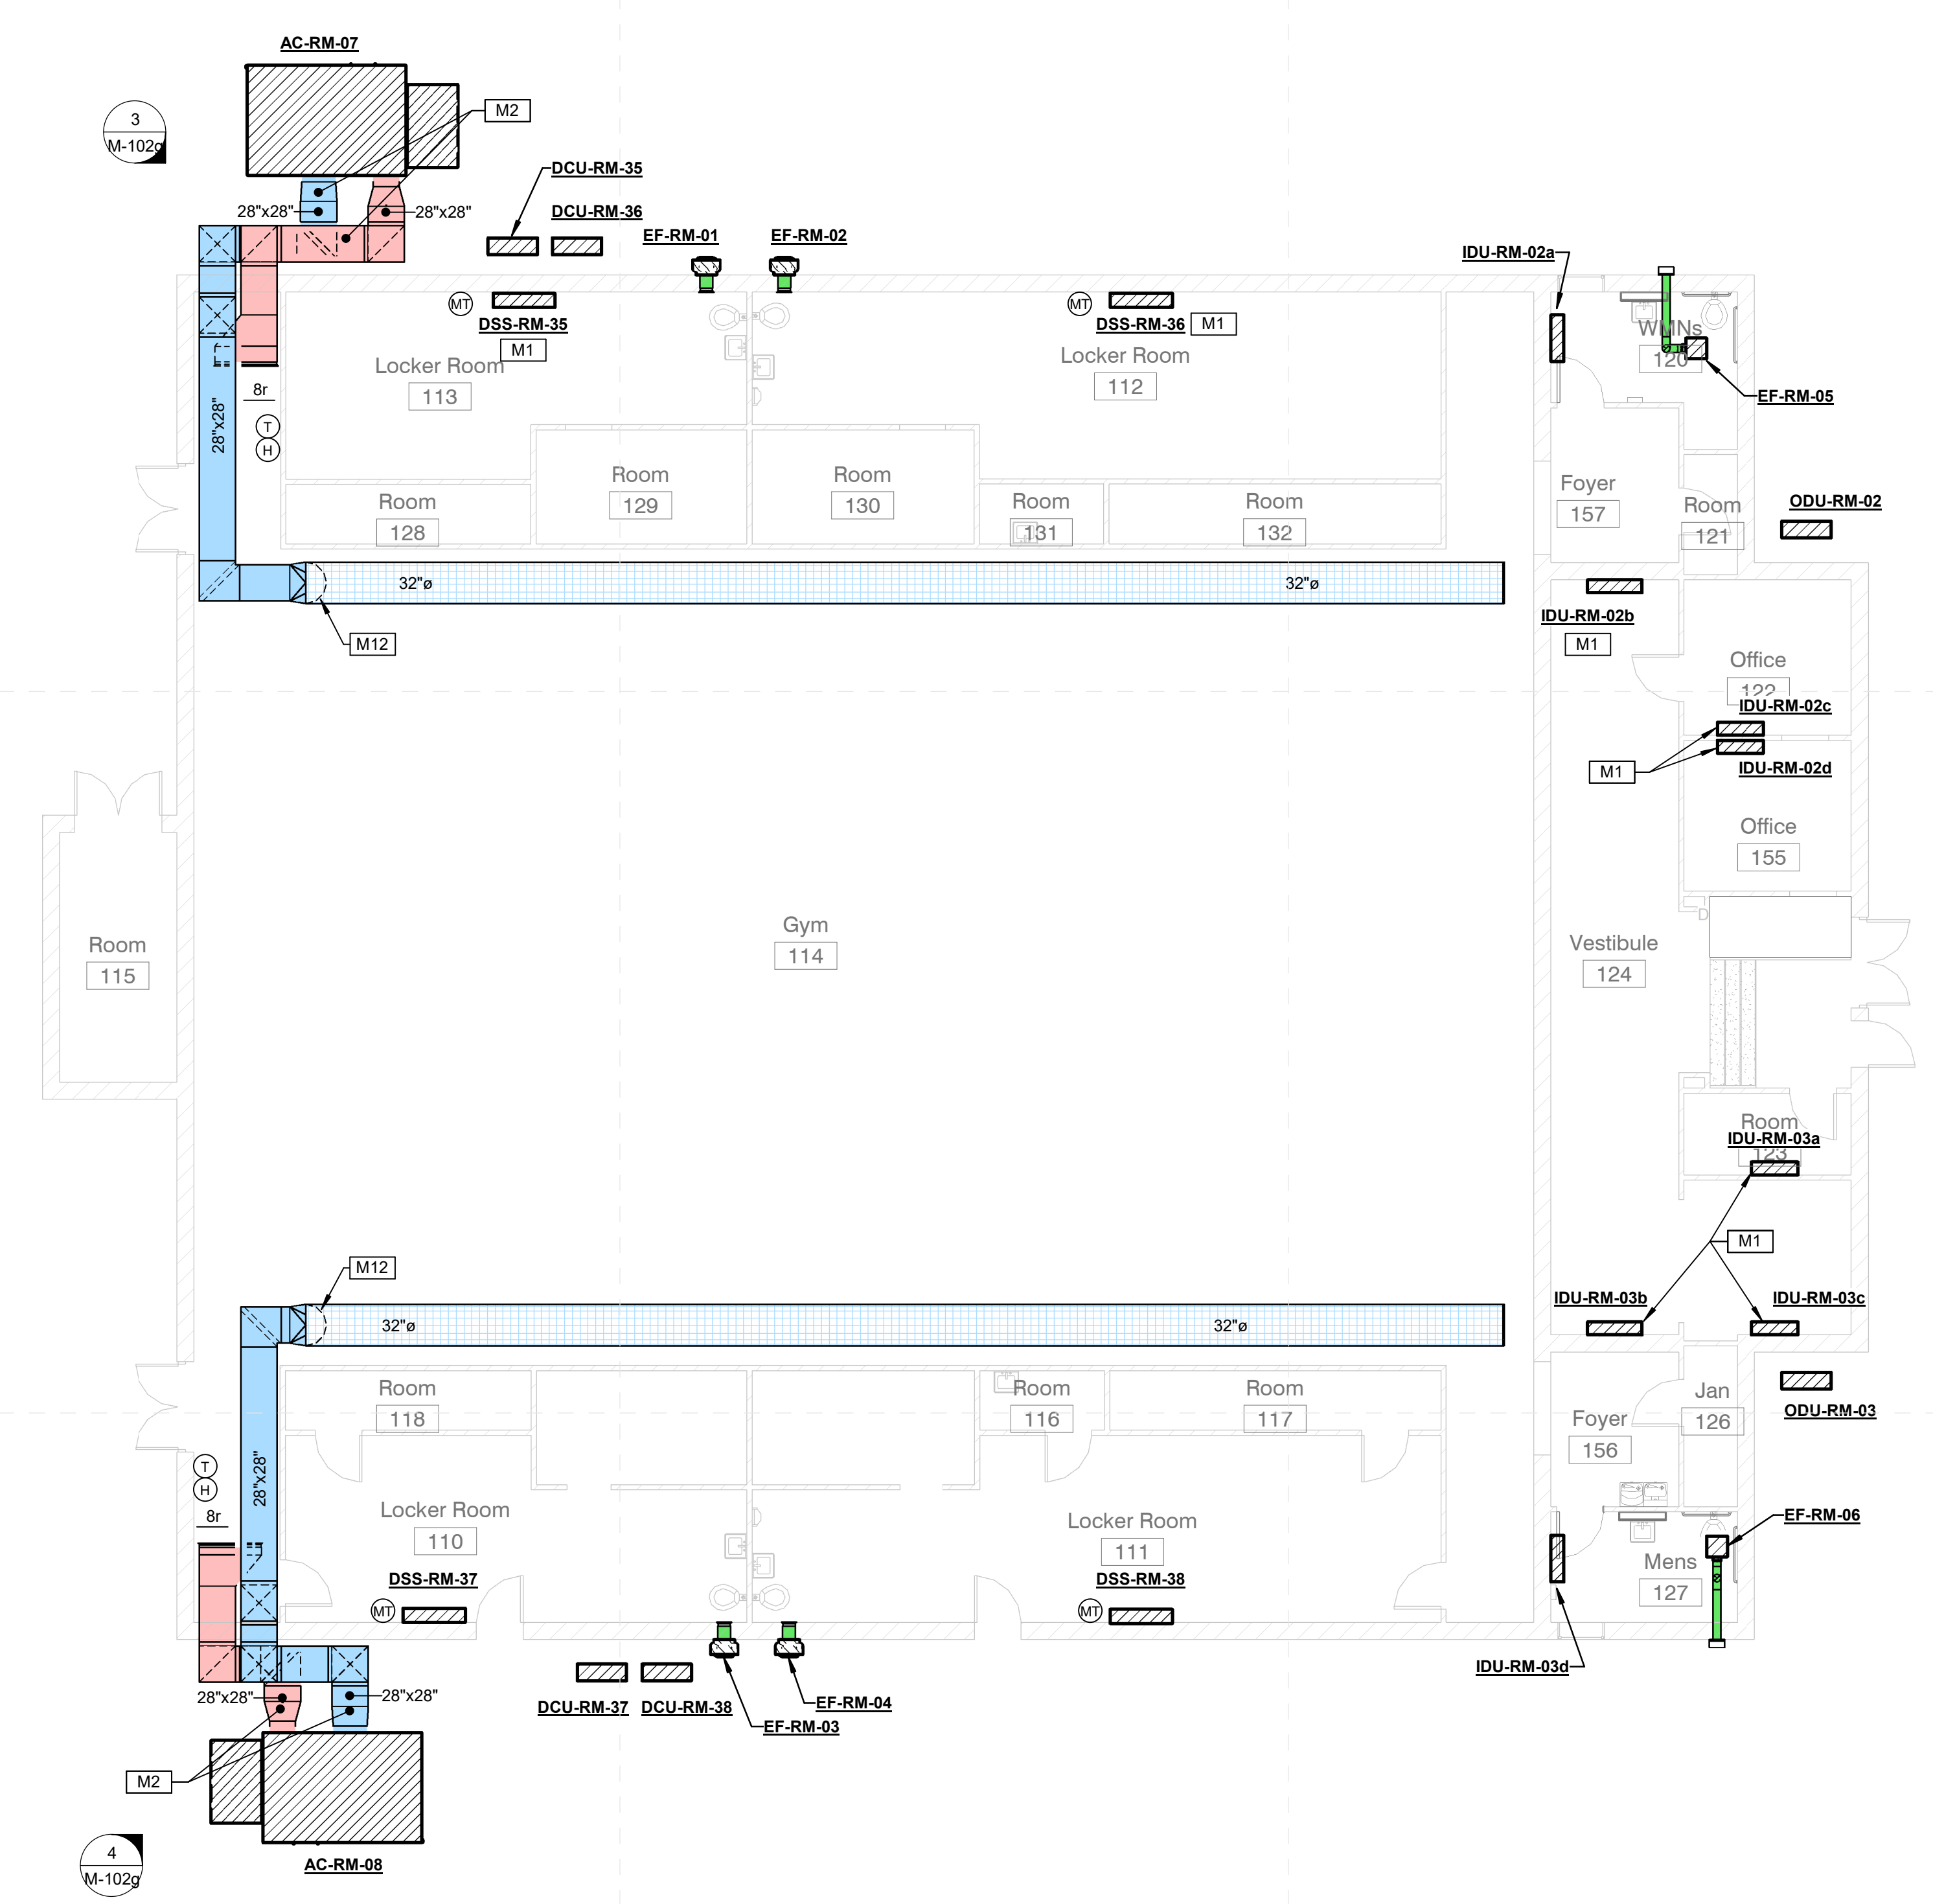 AC-RM-07
3
M-102g
M2
28"x28"
28"x28"
DCU-RM-35
DCU-RM-36
EF-RM-01
EF-RM-02
IDU-RM-02a
MT
DSS-RM-35
M1
MT
DSS-RM-36
M1
WMNs
120
EF-RM-05
Locker Room
113
Locker Room
112
8r
28"x28"
T
H
Room
128
Room
129
Room
130
Room
131
Room
132
Foyer
157
Room
121
ODU-RM-02
32"ø
32"ø
M12
IDU-RM-02b
M1
Office
122
IDU-RM-02c
M1
IDU-RM-02d
Office
155
D
Gym
114
Room
115
Vestibule
124
Room
IDU-RM-03a
123
M1
M12
IDU-RM-03b
IDU-RM-03c
32"ø
32"ø
Room
118
Room
116
Room
117
Foyer
156
Jan
126
ODU-RM-03
T
H
8r
28"x28"
Locker Room
110
DSS-RM-37
MT
Locker Room
111
DSS-RM-38
MT
EF-RM-06
Mens
127
IDU-RM-03d
28"x28"
28"x28"
DCU-RM-37
DCU-RM-38
EF-RM-04
EF-RM-03
M2
4
M-102g
AC-RM-08